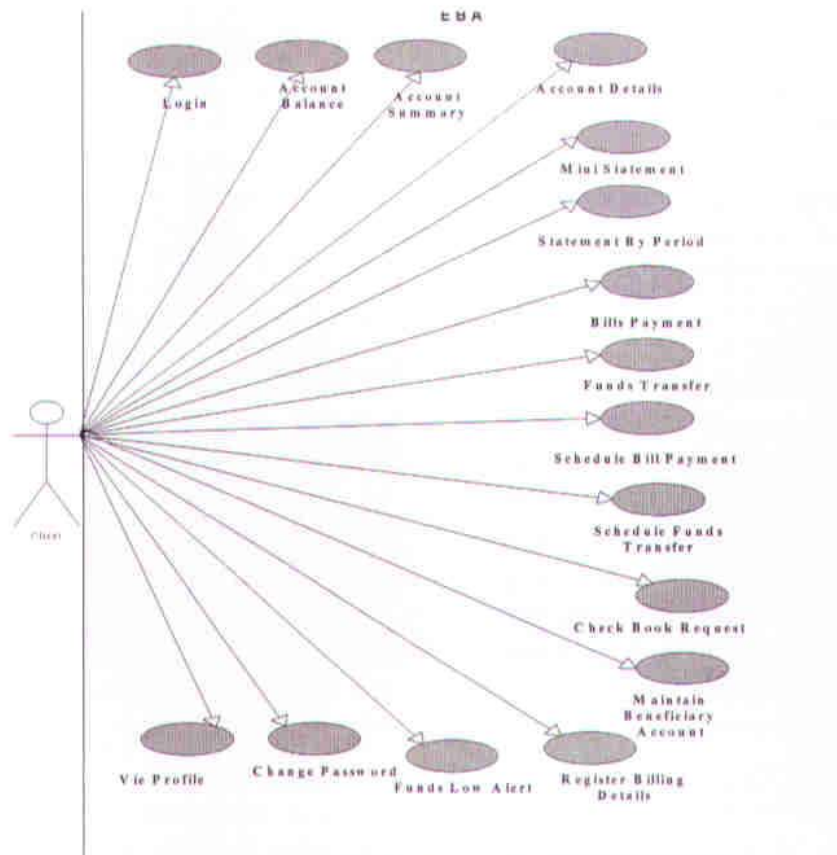 EBA
Login
Account
Balance
Account
Summary
Account Details
Mini Statement
Statement By Period
Bills Payment
Funds Transfer
Schedule Bill Payment
Schedule Funds
Transfer
Check Book Request
Maintain
Beneficiary
Account
Client
Vie Profile
Change Password
Funds Low Alert
Register Billing
Details